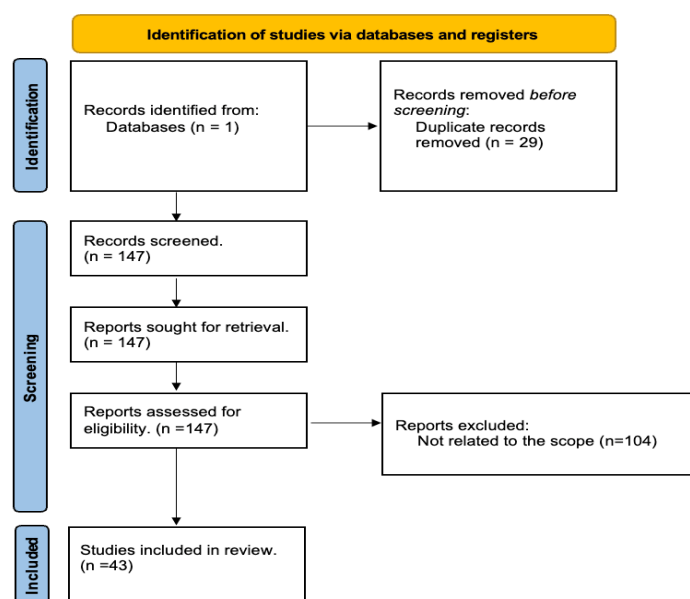 Identification of studies via databases and registers
Identification
Records identified from:
Databases (n = 1)
Records removed before
screening:
Duplicate records
removed (n = 29)
Screening
Records screened.
(n = 147)
Reports sought for retrieval.
(n = 147)
Reports assessed for
eligibility. (n =147)
Reports excluded:
Not related to the scope (n=104)
Included
Studies included in review.
(n =43)